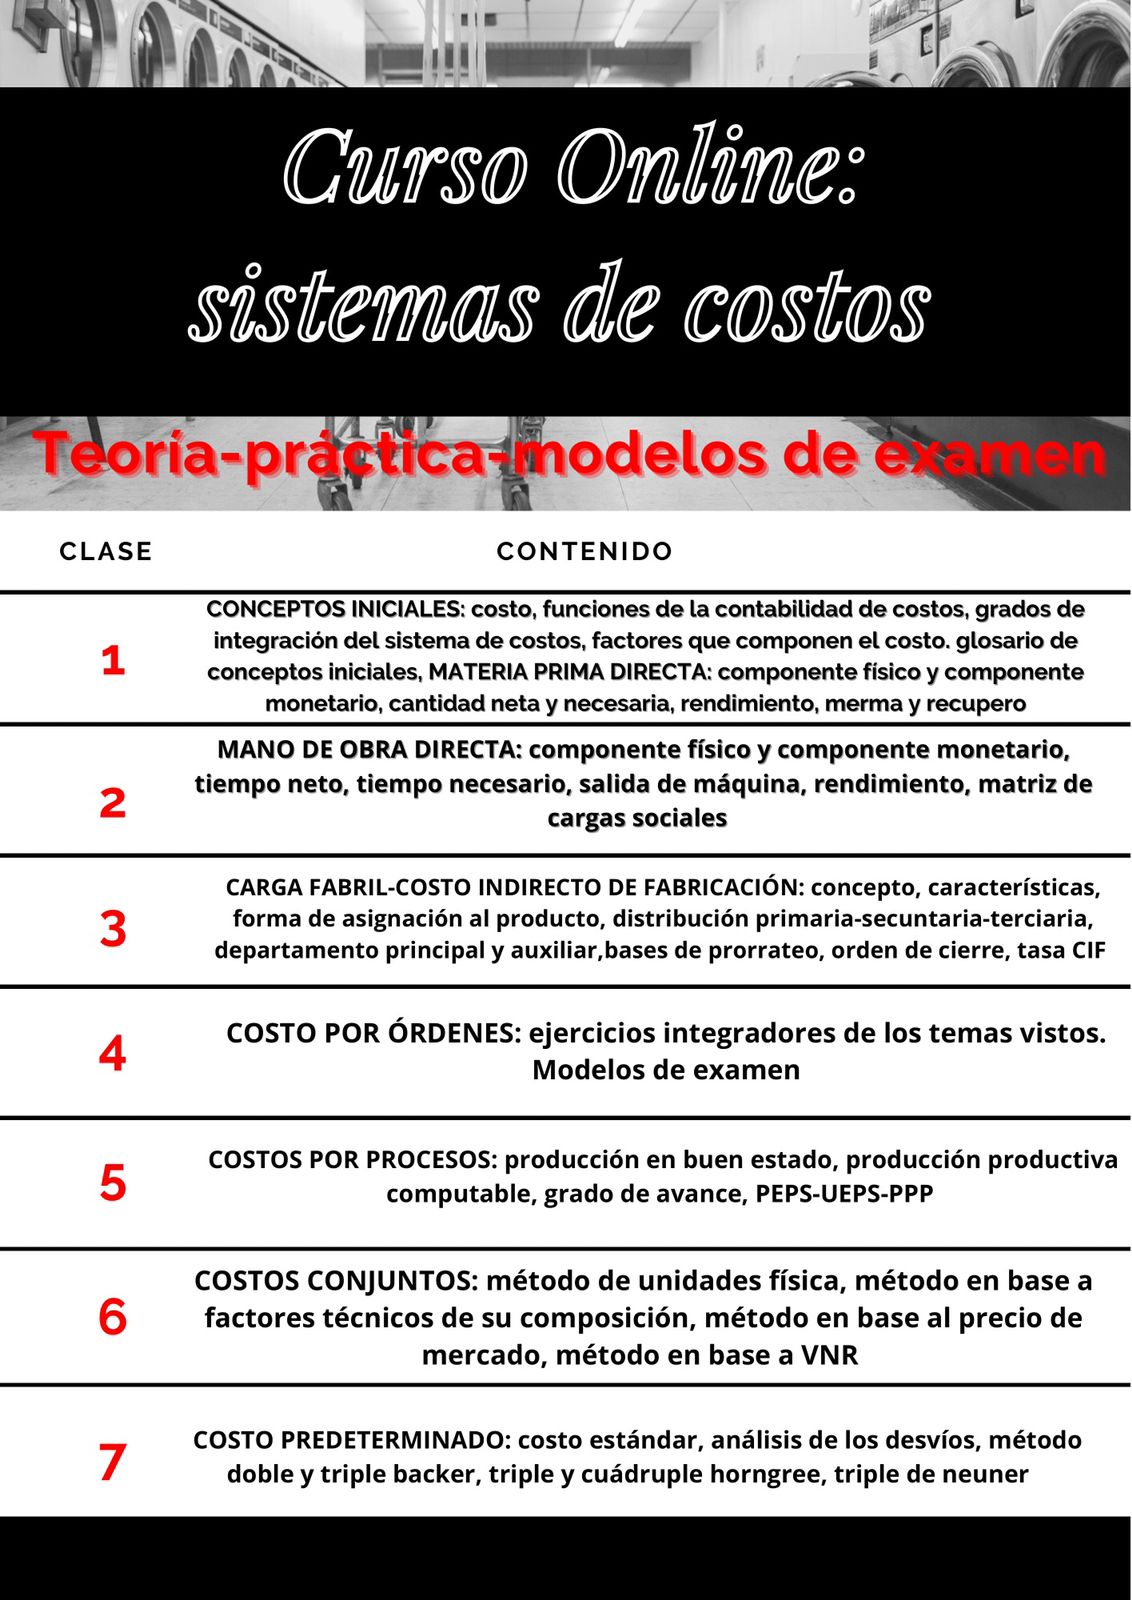 Curso Online:
sistemas de costos
Teoría-práctica-modelos de examen
CLASE
CONTENIDO
1
CONCEPTOS INICIALES: costo, funciones de la contabilidad de costos, grados de
integración del sistema de costos, factores que componen el costo. glosario de
conceptos iniciales, MATERIA PRIMA DIRECTA: componente físico y componente
monetario, cantidad neta y necesaria, rendimiento, merma y recupero
2
MANO DE OBRA DIRECTA: componente físico y componente monetario,
tiempo neto, tiempo necesario, salida de máquina, rendimiento, matriz de
cargas sociales
3
CARGA FABRIL-COSTO INDIRECTO DE FABRICACIÓN: concepto, características,
forma de asignación al producto, distribución primaria-secuntaria-terciaria,
departamento principal y auxiliar,bases de prorrateo, orden de cierre, tasa CIF
4
COSTO POR ÓRDENES: ejercicios integradores de los temas vistos.
Modelos de examen
5
COSTOS POR PROCESOS: producción en buen estado, producción productiva
computable, grado de avance, PEPS-UEPS-PPP
6
COSTOS CONJUNTOS: método de unidades física, método en base a
factores técnicos de su composición, método en base al precio de
mercado, método en base a VNR
7
COSTO PREDETERMINADO: costo estándar, análisis de los desvíos, método
doble y triple backer, triple y cuádruple horngree, triple de neuner